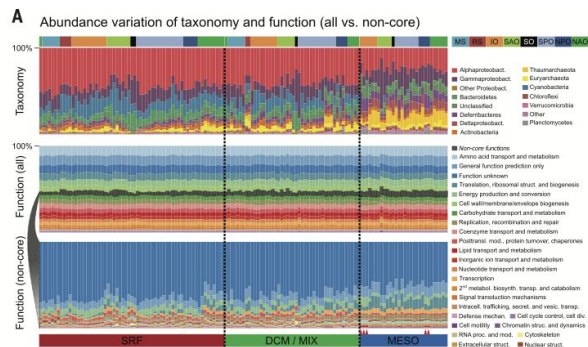 A
Abundance variation of taxonomy and function (all vs. non-core)
MS RS IO SAO SO SPO NPO NAO
100%
Taxonomy
Alphaproteobact.
Gammaproteobact.
Other Proteobact.
Bacteroidetes
Unclassified
Deferribacteres
Deltaproteobact.
Actinobacteria
Thaumarchaeota
Euryarchaeota
Cyanobacteria
Chloroflexi
Verrucomicrobia
Other
Planctomycetes
100%
Function (all)
Function (non-core)
Non-core functions
Amino acid transport and metabolism
General function prediction only
Function unknown
Translation, ribosomal struct. and biogenesis
Energy production and conversion
Cell wall/membrane/envelope biogenesis
Carbohydrate transport and metabolism
Replication, recombination and repair
Coenzyme transport and metabolism
Posttransl. mod., protein turnover, chaperones
Lipid transport and metabolism
Inorganic ion transport and metabolism
Nucleotide transport and metabolism
Transcription
2nd metabol. biosynth. transp. and catabolism
Signal transduction mechanisms
Intracell. trafficking, secret. and vesic. transp.
Defense mechan. Cell cycle control, cell div.
Cell motility Chromatin struc. and dynamics
RNA proc. and mod. Cytoskeleton
Extracellular struct. Nuclear struct.
SRF DCM / MIX MESO